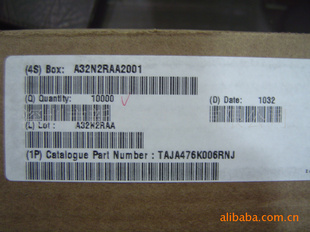 (4S) Box: A32N2RAA2001
(Q) Quantity: 10000
(D) Date: 1032
(L) Lot : A32N2RAA
(1P) Catalogue Part Number : TAJA476K006RNJ
alibaba.com.cn